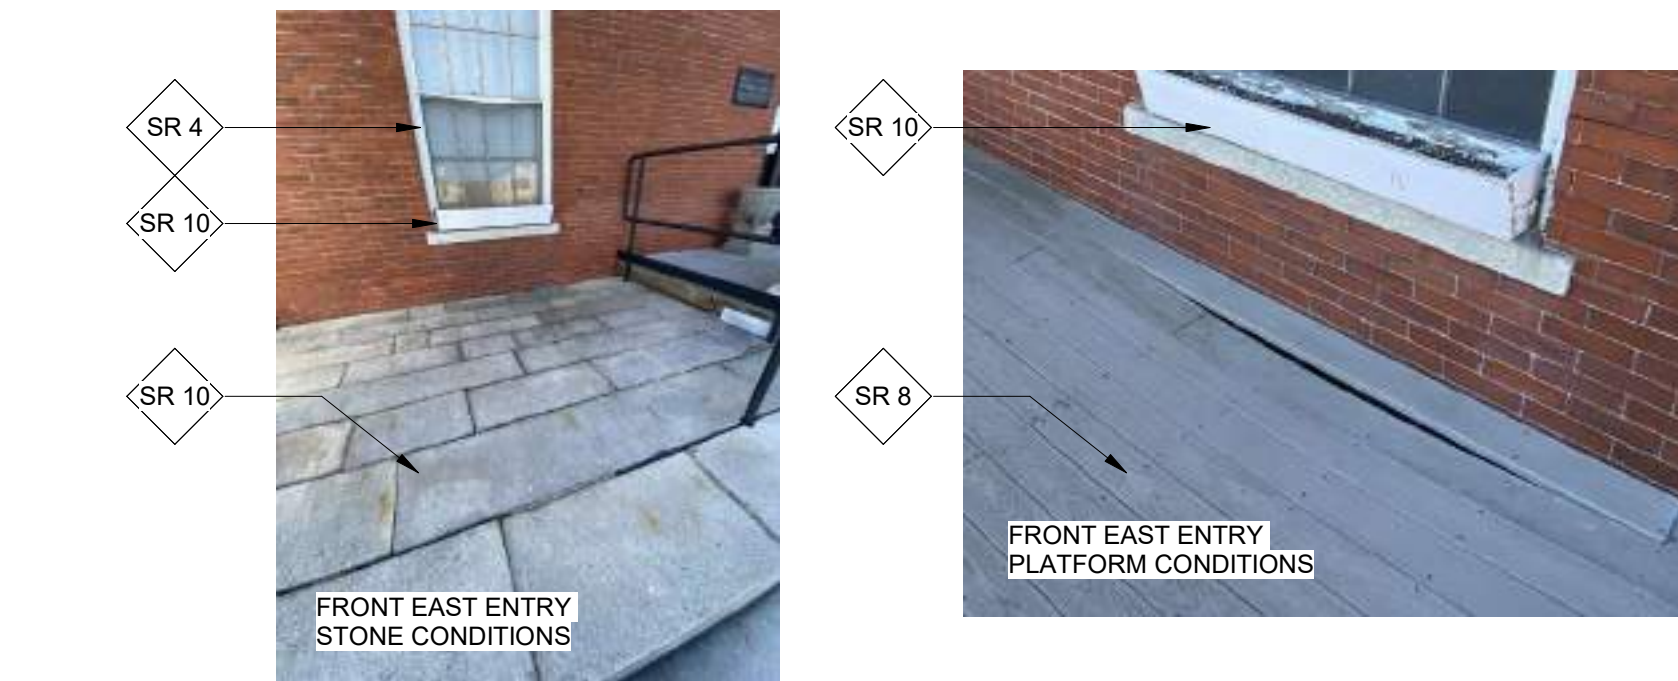 SR 4
SR 10
SR 10
FRONT EAST ENTRY
STONE CONDITIONS
SR 10
SR 8
FRONT EAST ENTRY
PLATFORM CONDITIONS